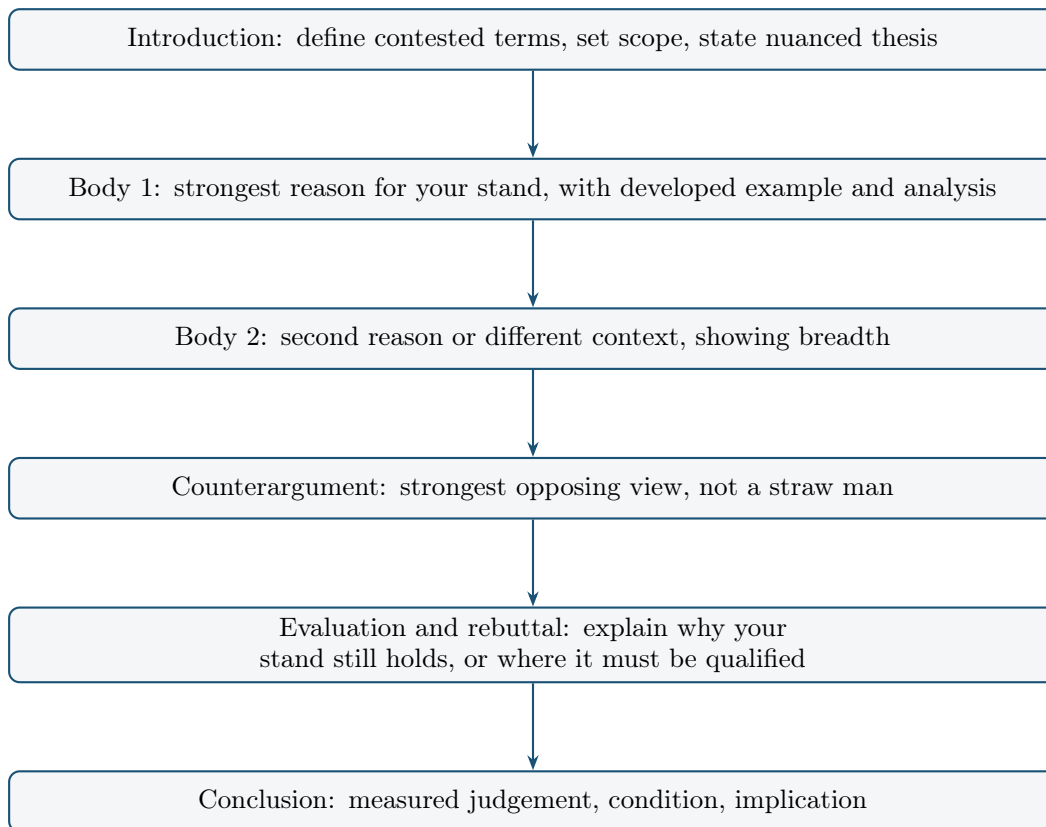 Introduction: define contested terms, set scope, state nuanced thesis
Body 1: strongest reason for your stand, with developed example and analysis
Body 2: second reason or different context, showing breadth
Counterargument: strongest opposing view, not a straw man
Evaluation and rebuttal: explain why your
stand still holds, or where it must be qualified
Conclusion: measured judgement, condition, implication